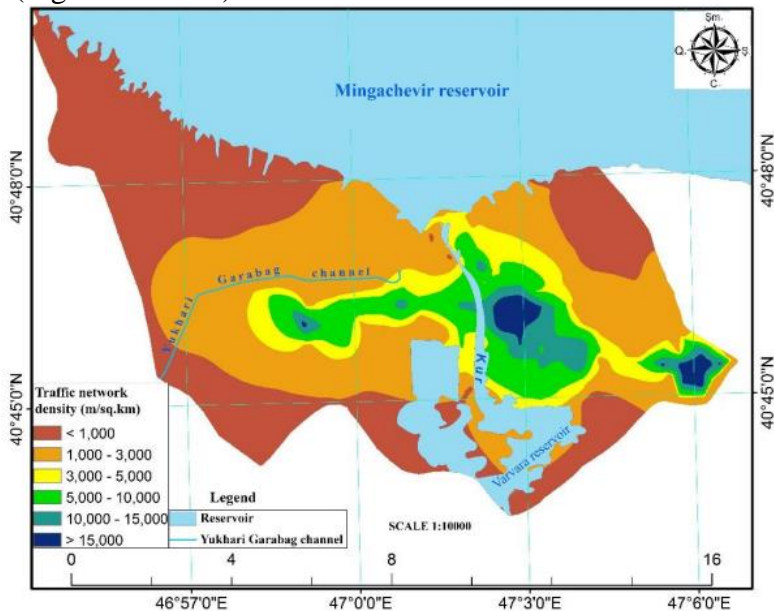 Sm.
Q.
Ş
C
Mingachevir reservoir
40°48'0"N
40°48'0"N
Yukhari Garabag channel
Kur
40°45'0"N
40°45'0"N
Varvara reservoir
Traffic network
density (m/sq.km)
< 1,000
1,000 - 3,000
3,000 - 5,000
5,000 - 10,000
10,000 - 15,000
> 15,000
Legend
Reservoir
Yukhari Garabag channel
SCALE 1:10000
0 4 8 16
46°57'0"E 47°0'0"E 47°3'0"E 47°6'0"E